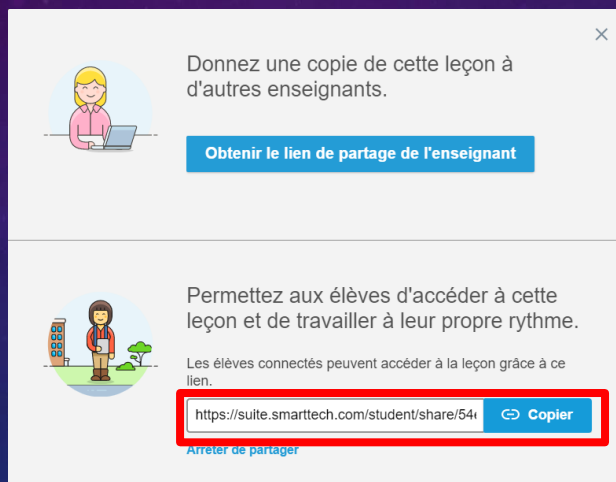 Donnez une copie de cette leçon à
d'autres enseignants.
Obtenir le lien de partage de l'enseignant
Permettez aux élèves d'accéder à cette
leçon et de travailler à leur propre rythme.
Les élèves connectés peuvent accéder à la leçon grâce à ce
lien.
https://suite.smarttech.com/student/share/54 Copier
Arrêter de partager